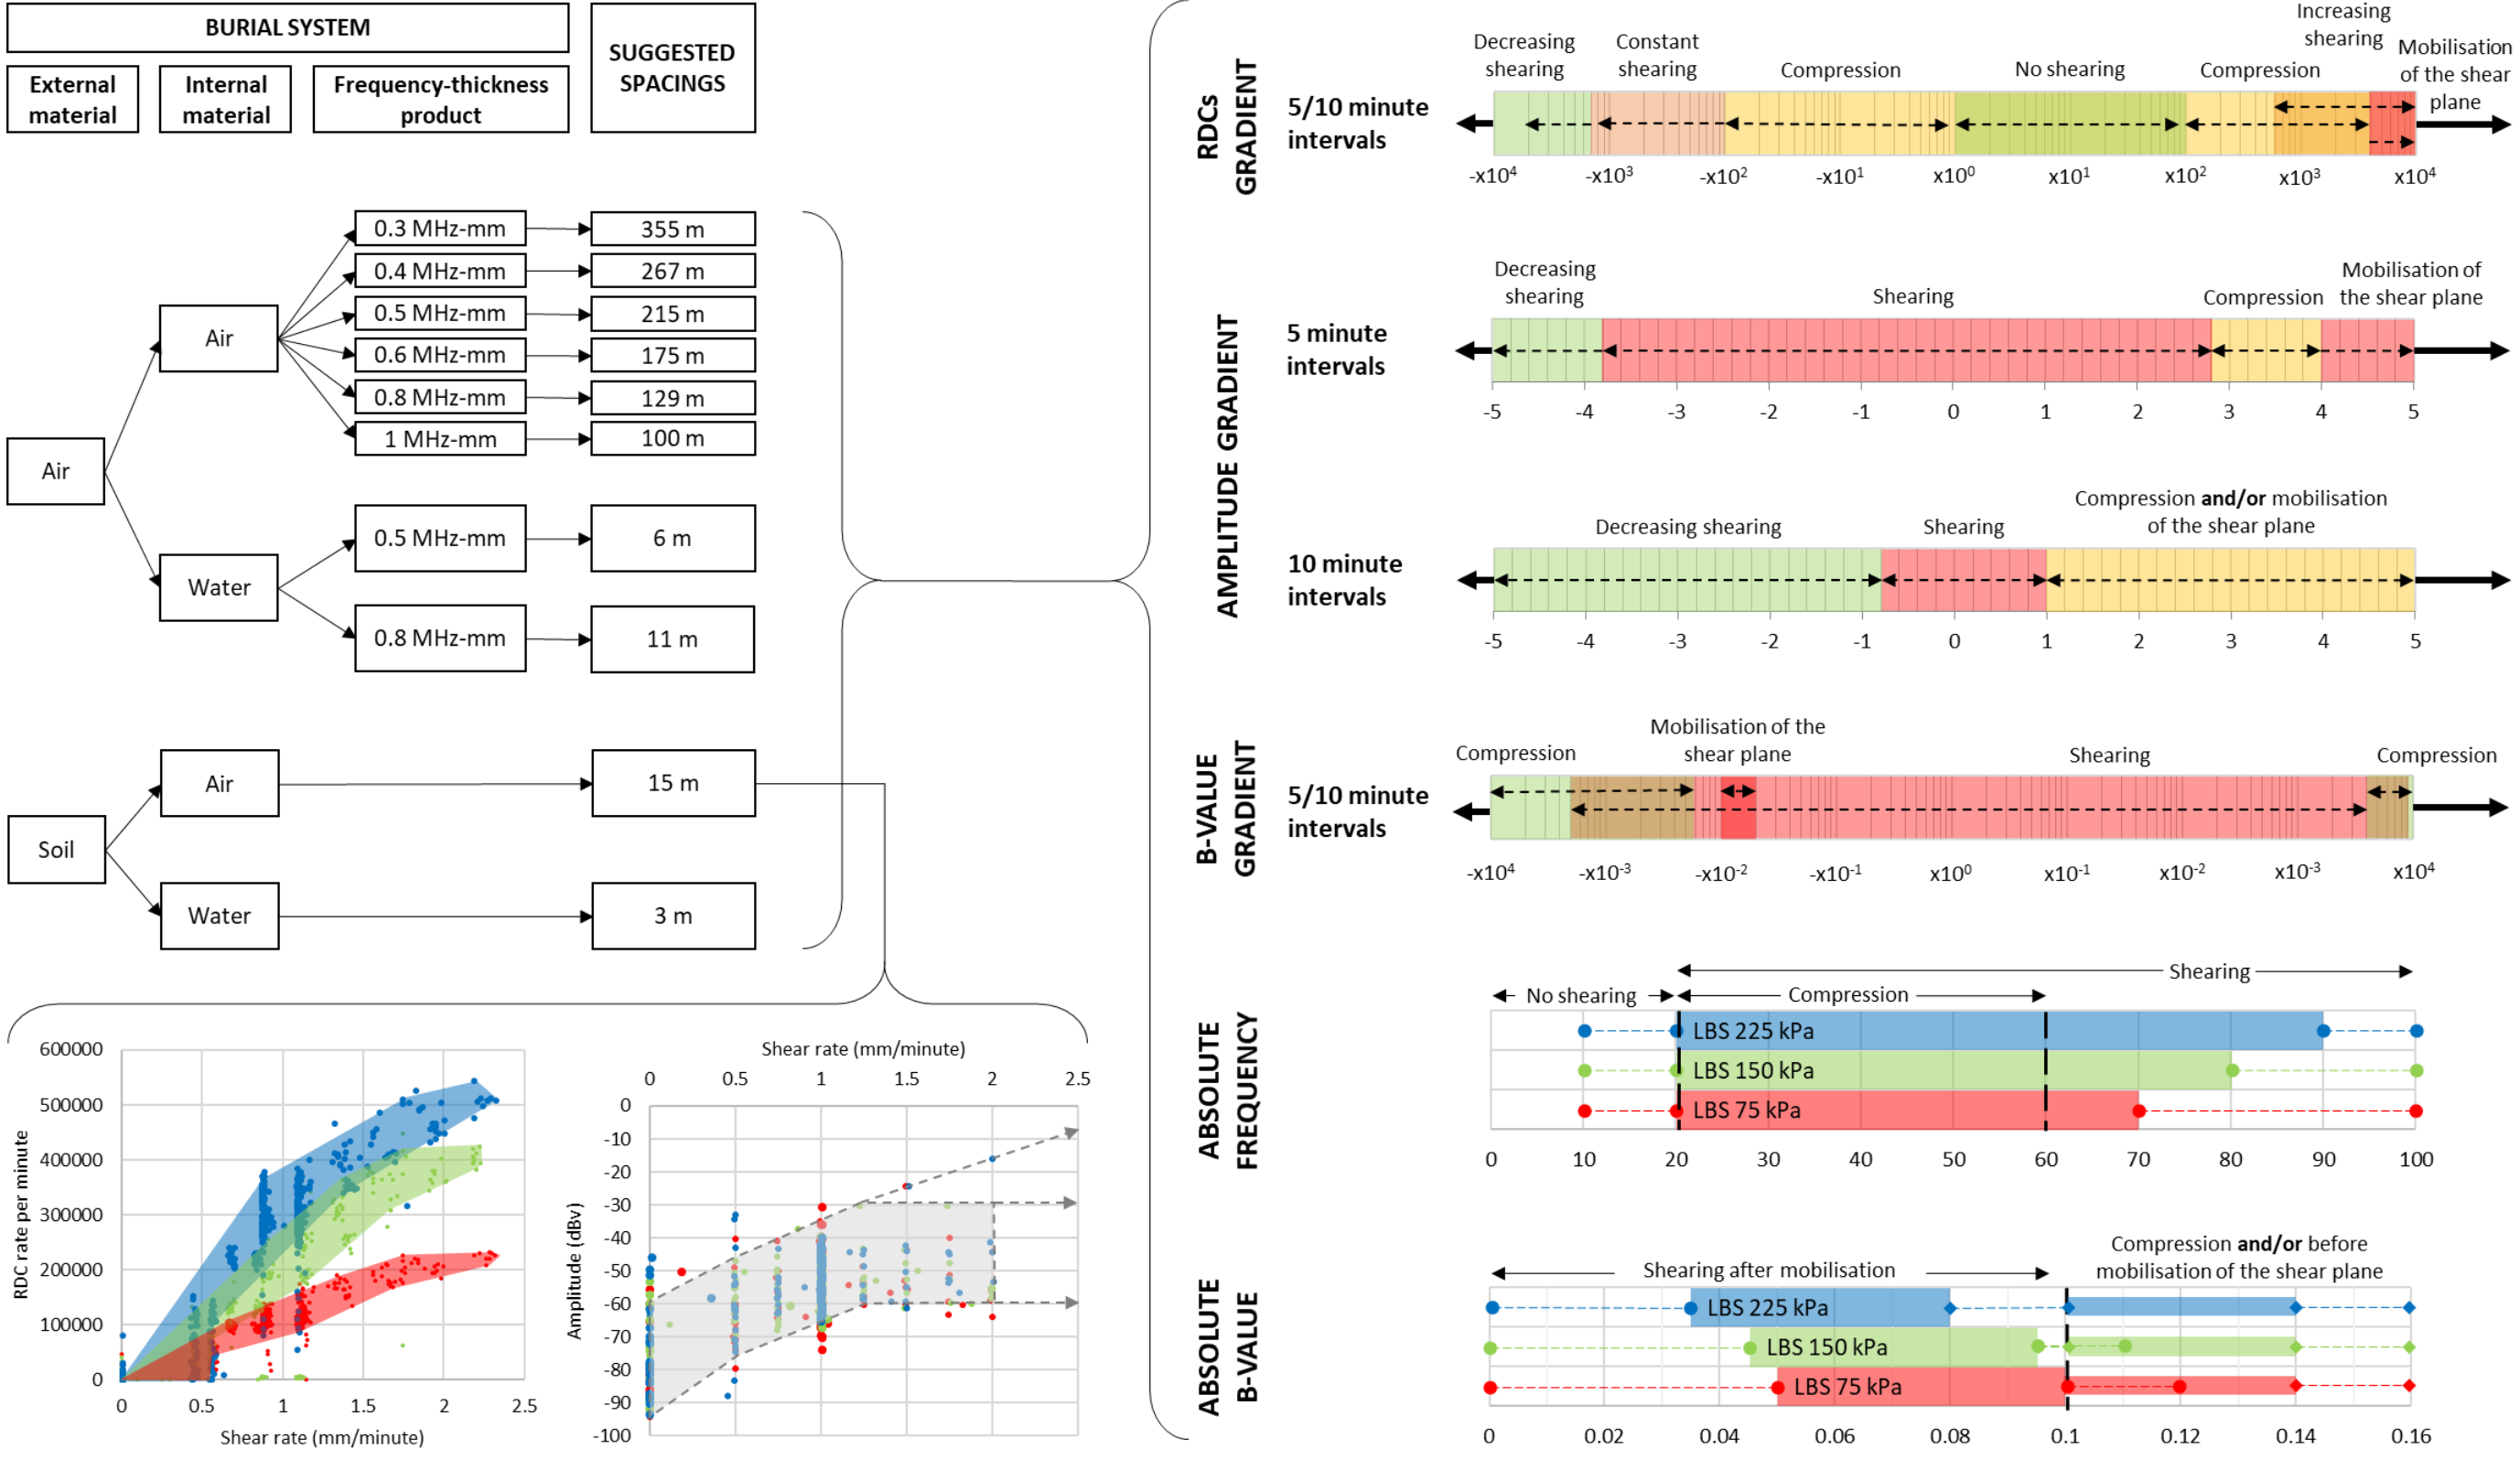 BURIAL SYSTEM
SUGGESTED
SPACINGS
External
material
Internal
material
Frequency-thickness
product
Air
Air
0.3 MHz-mm
355 m
0.4 MHz-mm
267 m
0.5 MHz-mm
215 m
0.6 MHz-mm
175 m
0.8 MHz-mm
129 m
1 MHz-mm
100 m
Water
0.5 MHz-mm
6 m
0.8 MHz-mm
11 m
Soil
Air
15 m
Water
3 m
RDC rate per minute
600000
500000
400000
300000
200000
100000
0
0 0.5 1 1.5 2 2.5
Shear rate (mm/minute)
Shear rate (mm/minute)
0 0.5 1 1.5 2 2.5
Amplitude (dBv)
0
-10
-20
-30
-40
-50
-60
-70
-80
-90
-100
RDCs
GRADIENT
5/10 minute
intervals
Decreasing
shearing
Constant
shearing
Compression
No shearing
Compression
Increasing
shearing
Mobilisation
of the shear
plane
-x10⁴ -x10³ -x10² -x10¹ x10⁰ x10¹ x10² x10³ x10⁴
AMPLITUDE GRADIENT
5 minute
intervals
Decreasing
shearing
Shearing
Compression
Mobilisation of
the shear plane
-5 -4 -3 -2 -1 0 1 2 3 4 5
10 minute
intervals
Decreasing shearing
Shearing
Compression and/or mobilisation
of the shear plane
-5 -4 -3 -2 -1 0 1 2 3 4 5
B-VALUE
GRADIENT
5/10 minute
intervals
Compression
Mobilisation of the
shear plane
Shearing
Compression
-x10⁴ -x10⁻³ -x10⁻² -x10⁻¹ x10⁰ x10⁻¹ x10⁻² x10⁻³ x10⁴
ABSOLUTE
FREQUENCY
Shearing
No shearing
Compression
LBS 225 kPa
LBS 150 kPa
LBS 75 kPa
0 10 20 30 40 50 60 70 80 90 100
ABSOLUTE
B-VALUE
Shearing after mobilisation
Compression and/or before
mobilisation of the shear plane
LBS 225 kPa
LBS 150 kPa
LBS 75 kPa
0 0.02 0.04 0.06 0.08 0.1 0.12 0.14 0.16